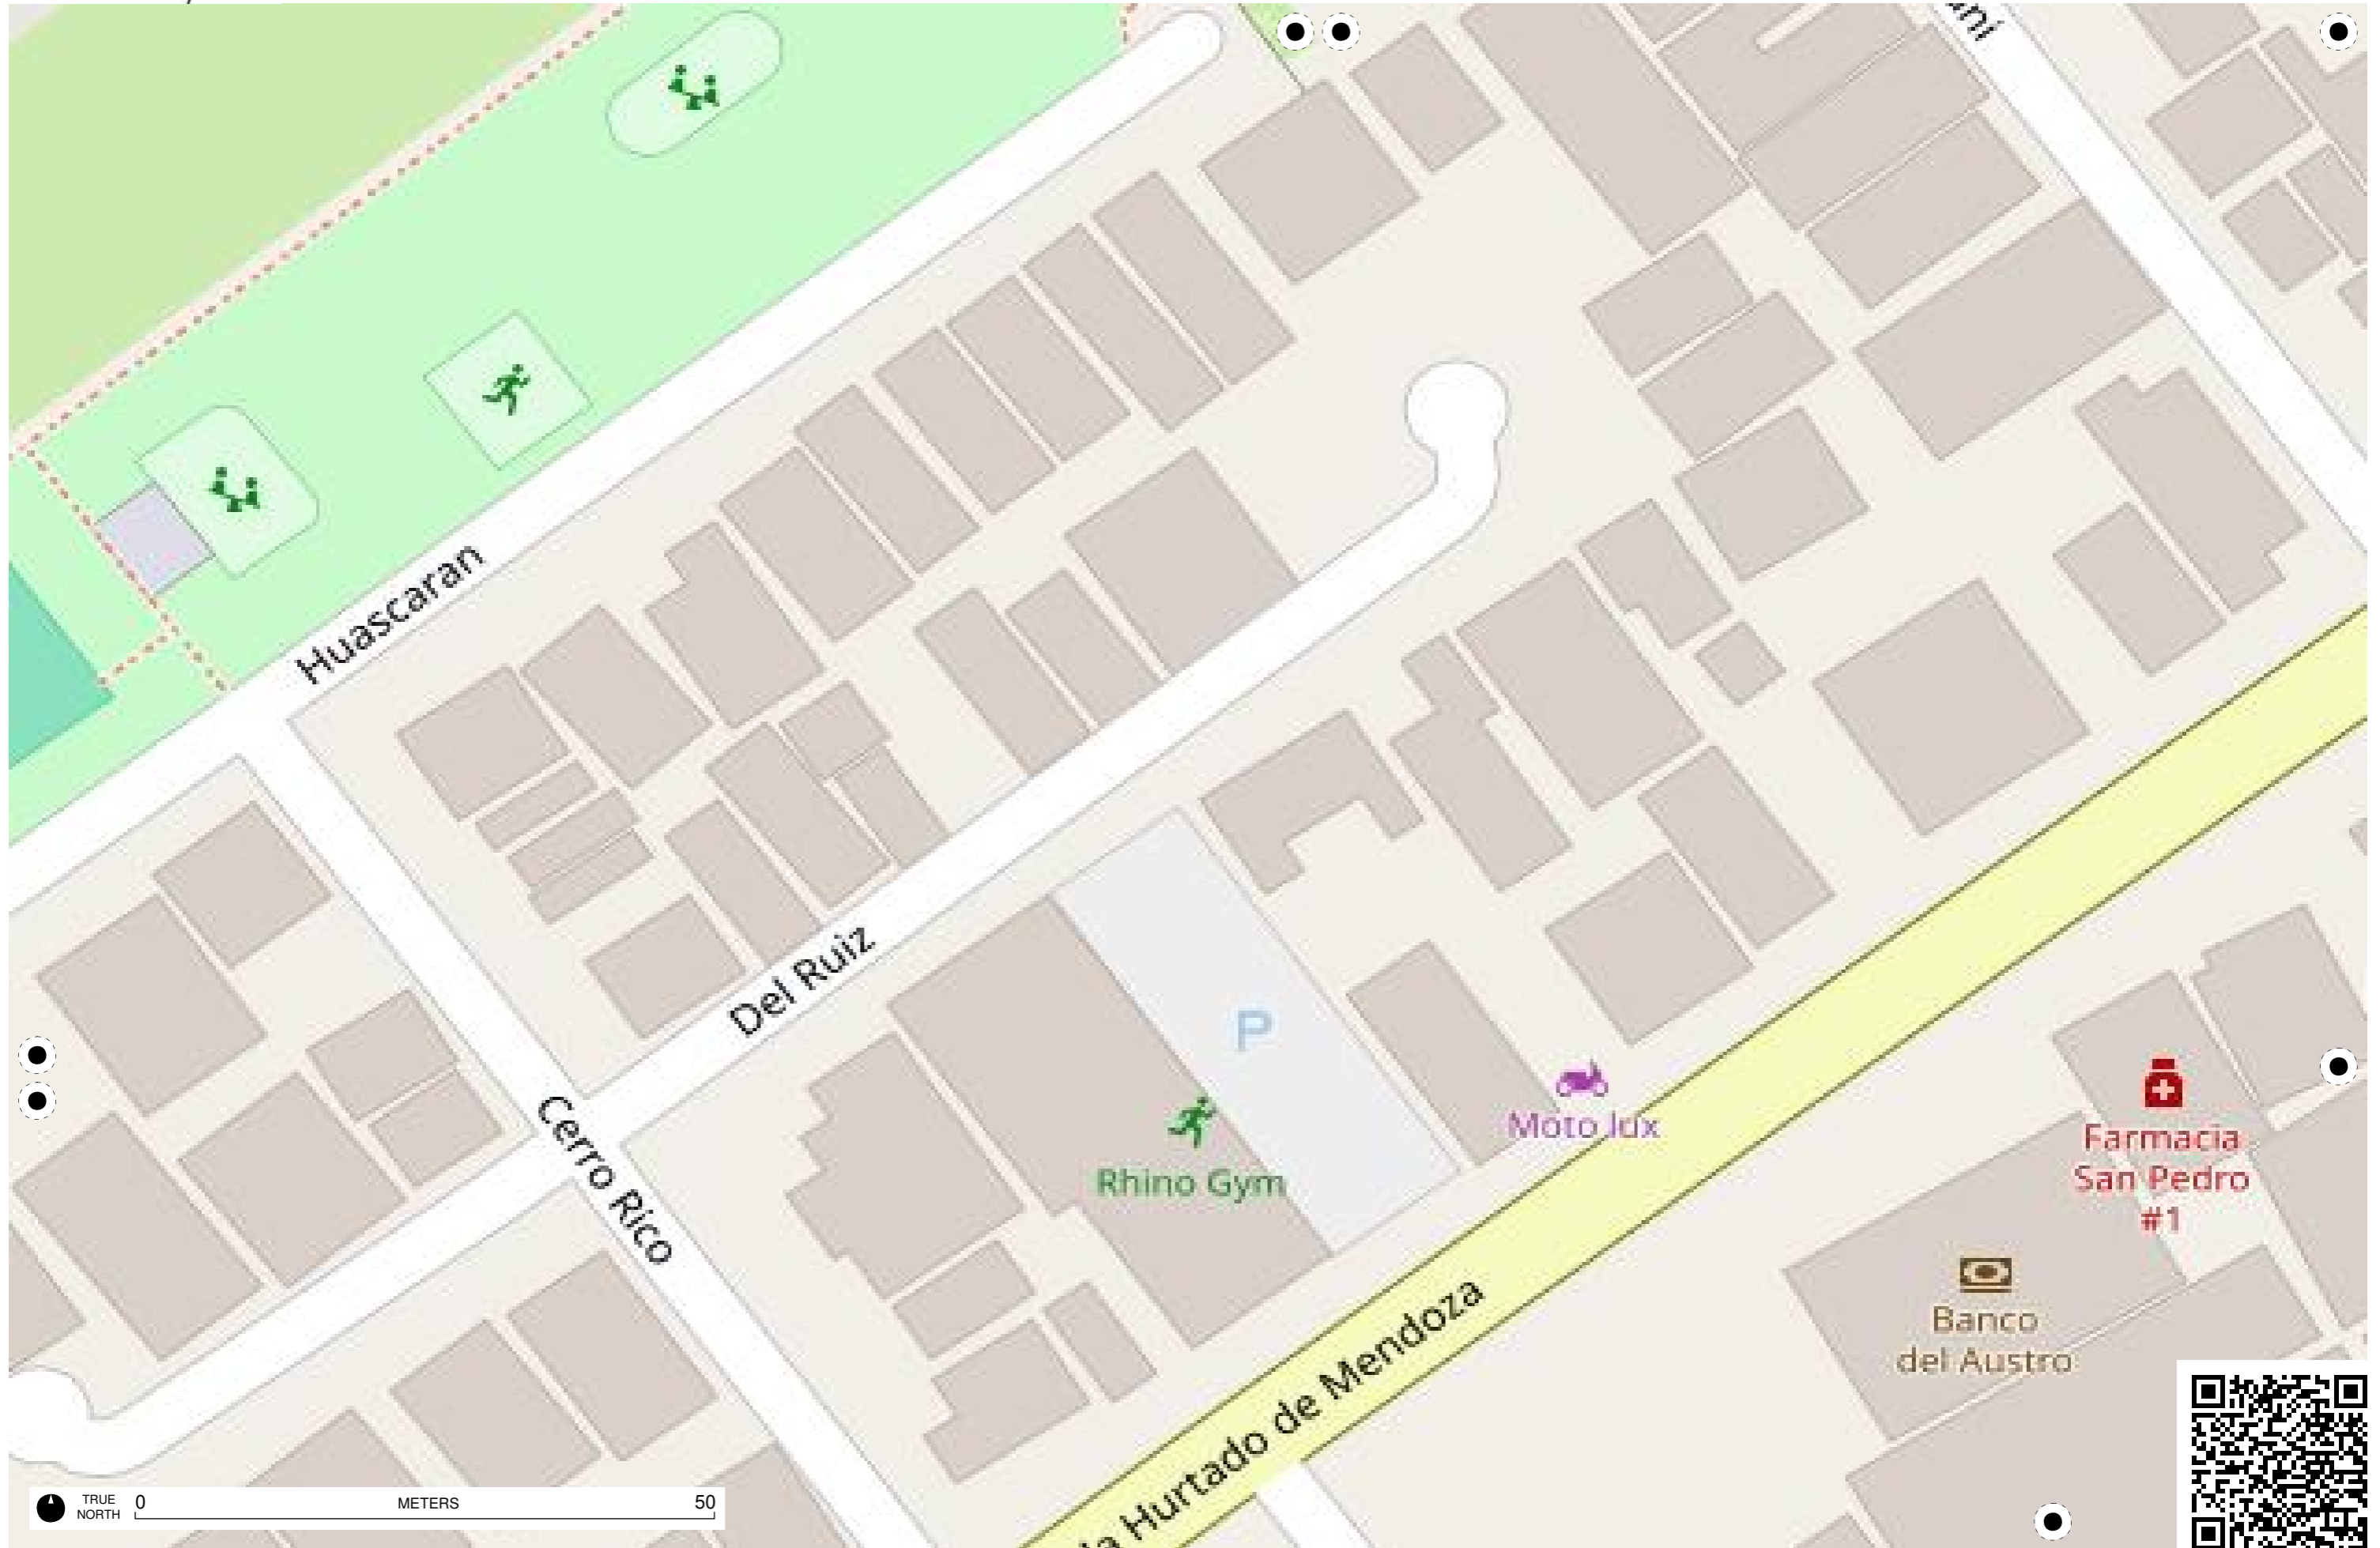 Huascaran
Del Ruiz
Cerro Rico
P
Rhino Gym
Moto lux
Farmacia
San Pedro
#1
Banco
del Austro
Hurtado de Mendoza
TRUE
NORTH
0
METERS
50